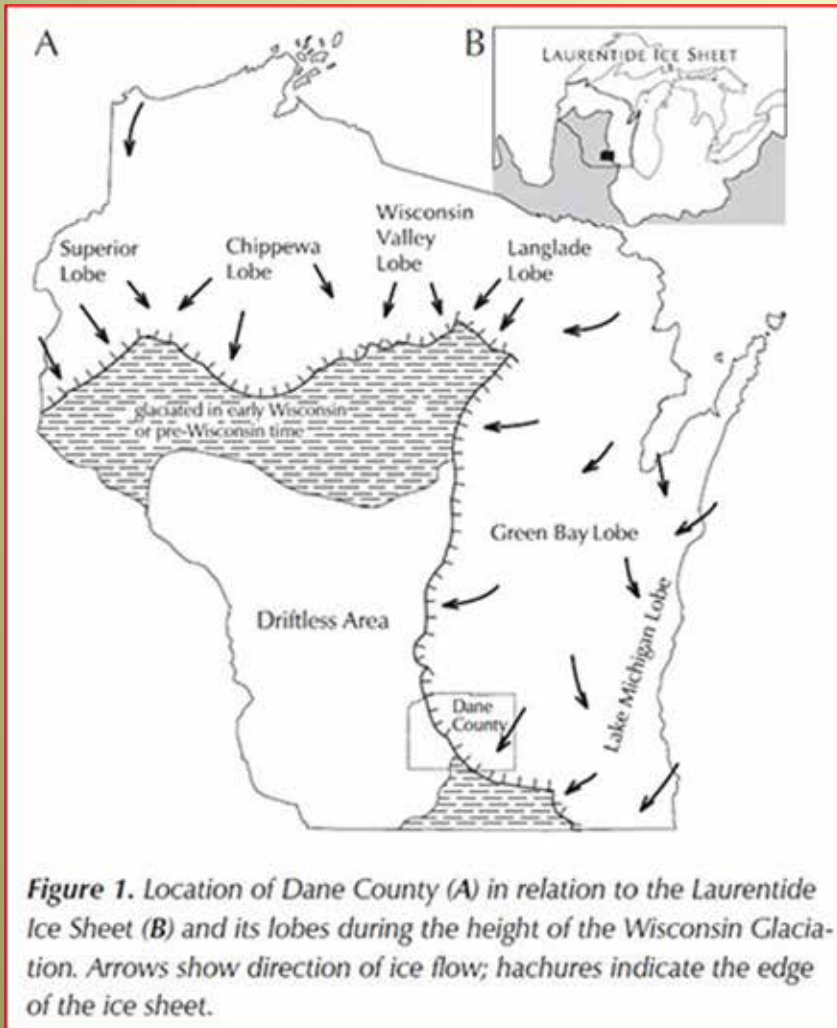 A
B
LAURENTIDE ICE SHEET
Superior
Lobe
Chippewa
Lobe
Wisconsin
Valley
Lobe
Langlade
Lobe
glaciated in early Wisconsin
or pre-Wisconsin time
Green Bay Lobe
Driftless Area
Lake Michigan Lobe
Dane
County
Figure 1. Location of Dane County (A) in relation to the Laurentide
Ice Sheet (B) and its lobes during the height of the Wisconsin Glacia-
tion. Arrows show direction of ice flow; hachures indicate the edge
of the ice sheet.